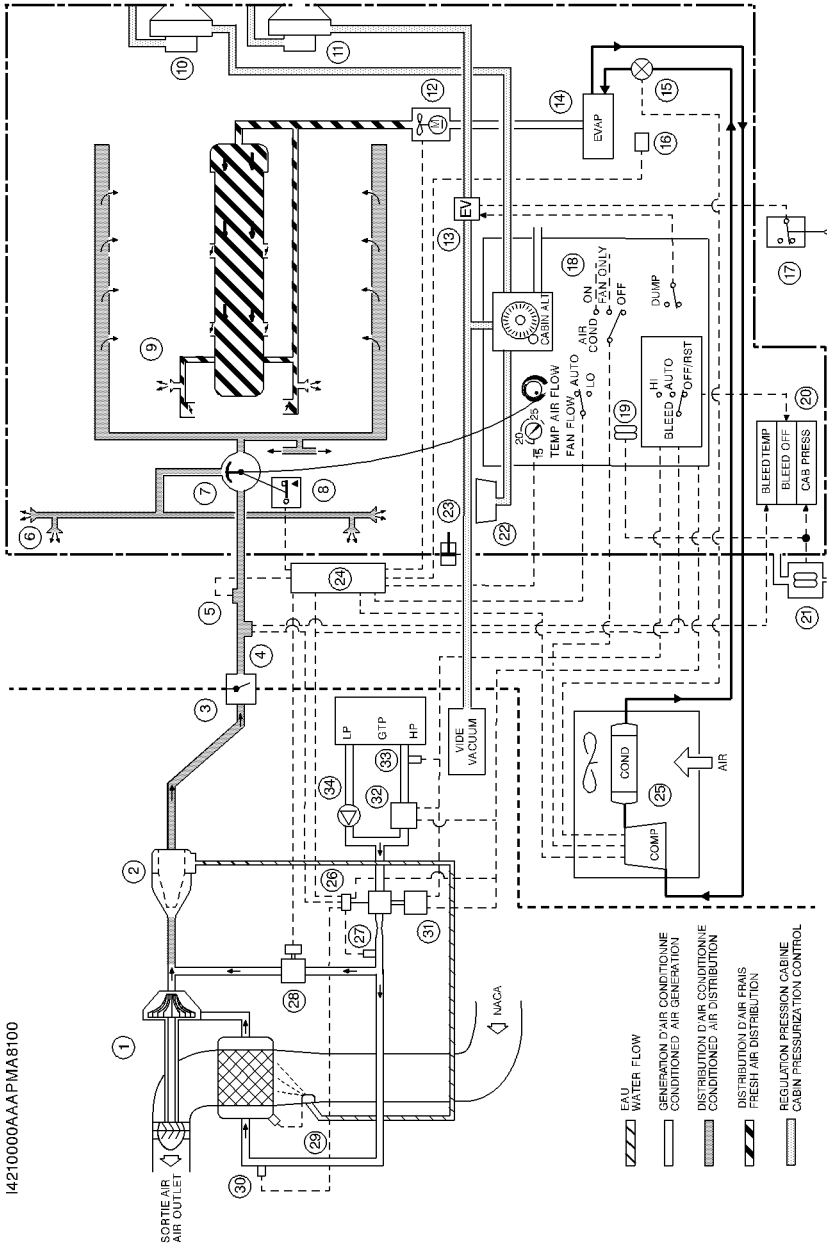 I4210000AAAPMA8100
SORTIE AIR
AIR OUTLET
NACA
1
2
3
4
5
6
7
8
9
10
11
12
13
14
15
16
17
18
19
20
21
22
23
24
25
26
27
28
29
30
31
32
33
34
M
EVAP
EV
CABIN ALT
AIR
COND
ON
FAN ONLY
OFF
DUMP
TEMP AIR FLOW
15
20
25
FAN FLOW
AUTO
LO
BLEED
HI
AUTO
OFF/RST
BLEED TEMP
BLEED OFF
CAB PRESS
LP
GTP
HP
VIDE
VACUUM
COND
COMP
AIR
EAU
WATER FLOW
GENERATION D'AIR CONDITIONNE
CONDITIONED AIR GENERATION
DISTRIBUTION D'AIR CONDITIONNE
CONDITIONED AIR DISTRIBUTION
DISTRIBUTION D'AIR FRAIS
FRESH AIR DISTRIBUTION
REGULATION PRESSION CABINE
CABIN PRESSURIZATION CONTROL